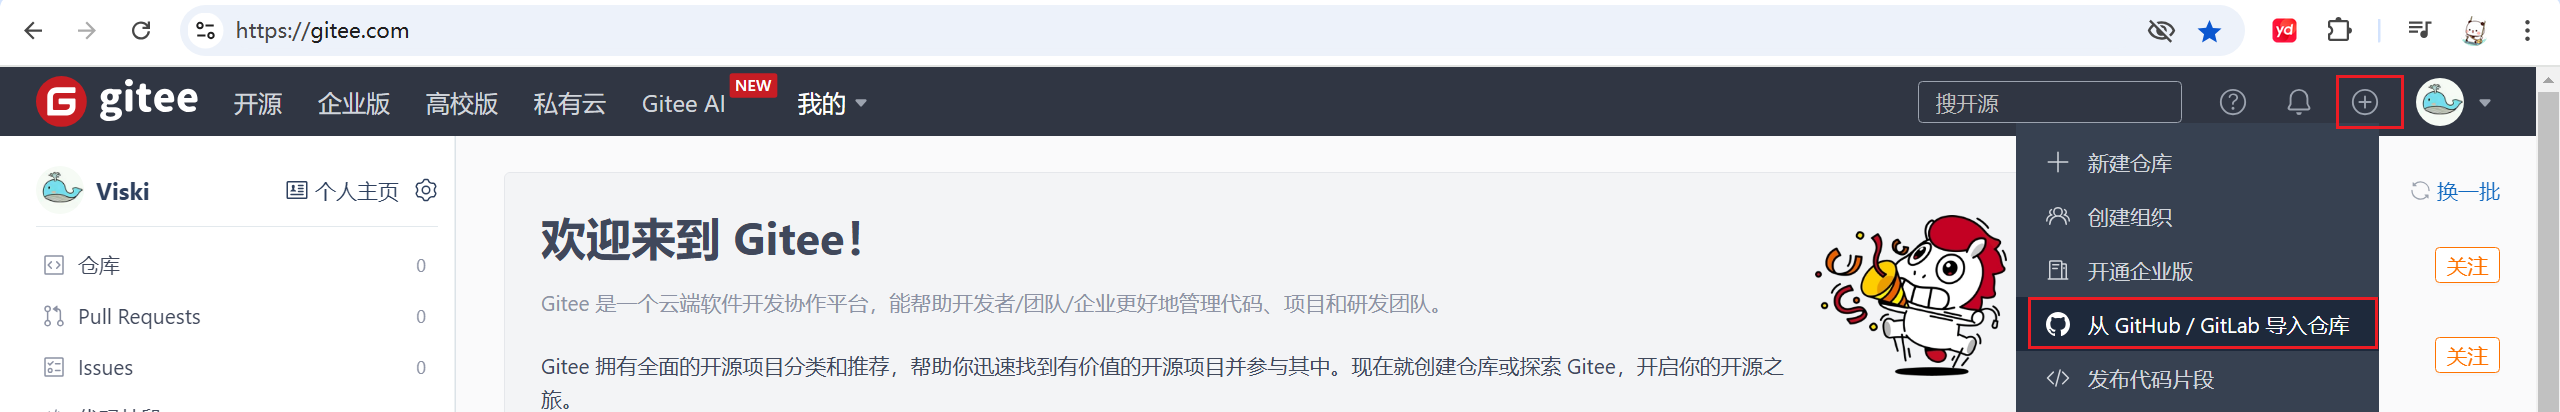 https://gitee.com
yd
gitee 开源 企业版 高校版 私有云 Gitee AI NEW 我的 搜开源
Viski 个人主页
仓库 0
Pull Requests 0
Issues 0
欢迎来到 Gitee！
Gitee 是一个云端软件开发协作平台，能帮助开发者/团队/企业更好地管理代码、项目和研发团队。
Gitee 拥有全面的开源项目分类和推荐，帮助你迅速找到有价值的开源项目并参与其中。现在就创建仓库或探索 Gitee，开启你的开源之
旅。
新建仓库
创建组织
开通企业版
从 GitHub / GitLab 导入仓库
发布代码片段
换一批
关注
关注